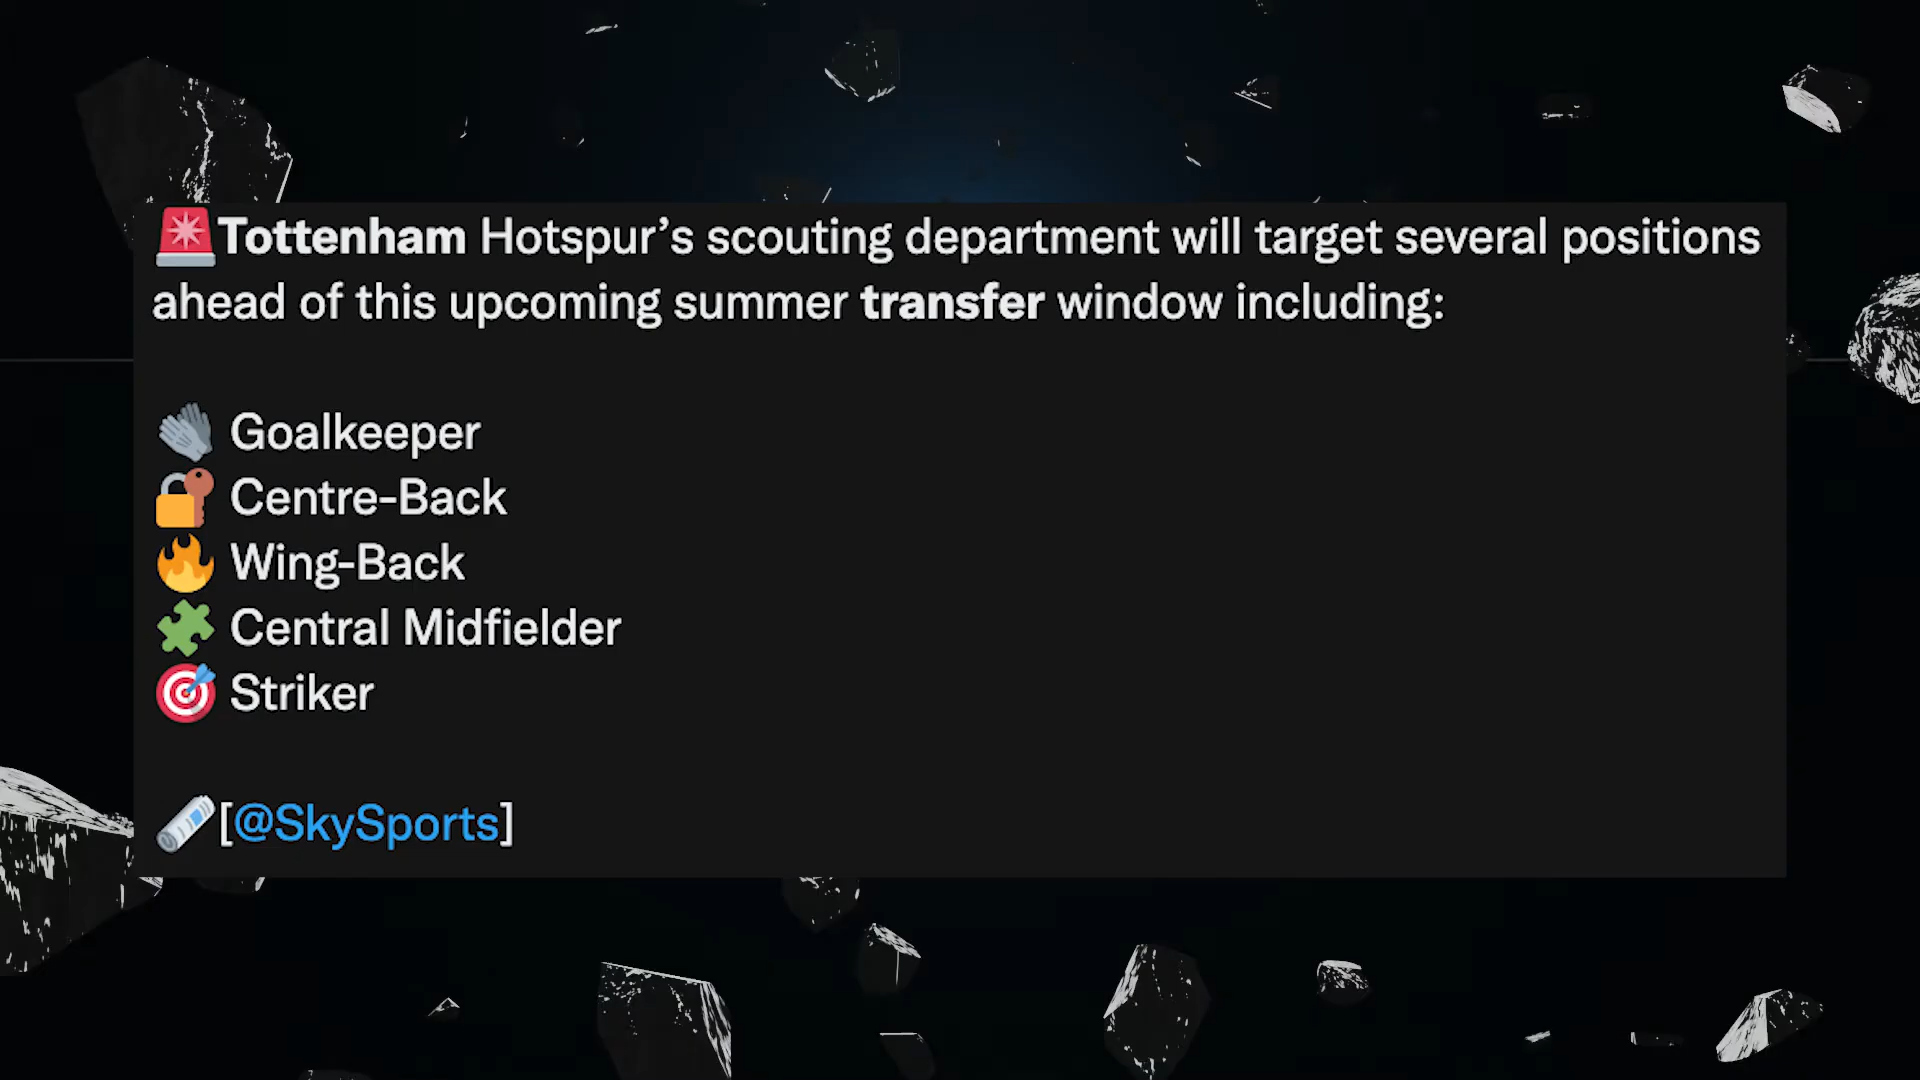 🚨Tottenham Hotspur’s scouting department will target several positions
ahead of this upcoming summer transfer window including:
🧤 Goalkeeper
🔐 Centre-Back
🔥 Wing-Back
🧩 Central Midfielder
🎯 Striker
🗞️[@SkySports]